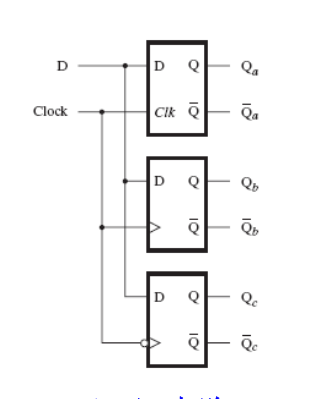 D D Q Qa
Clock Clk Q̅ Q̅a
D Q Qb
Q̅ Q̅b
D Q Qc
Q̅ Q̅c